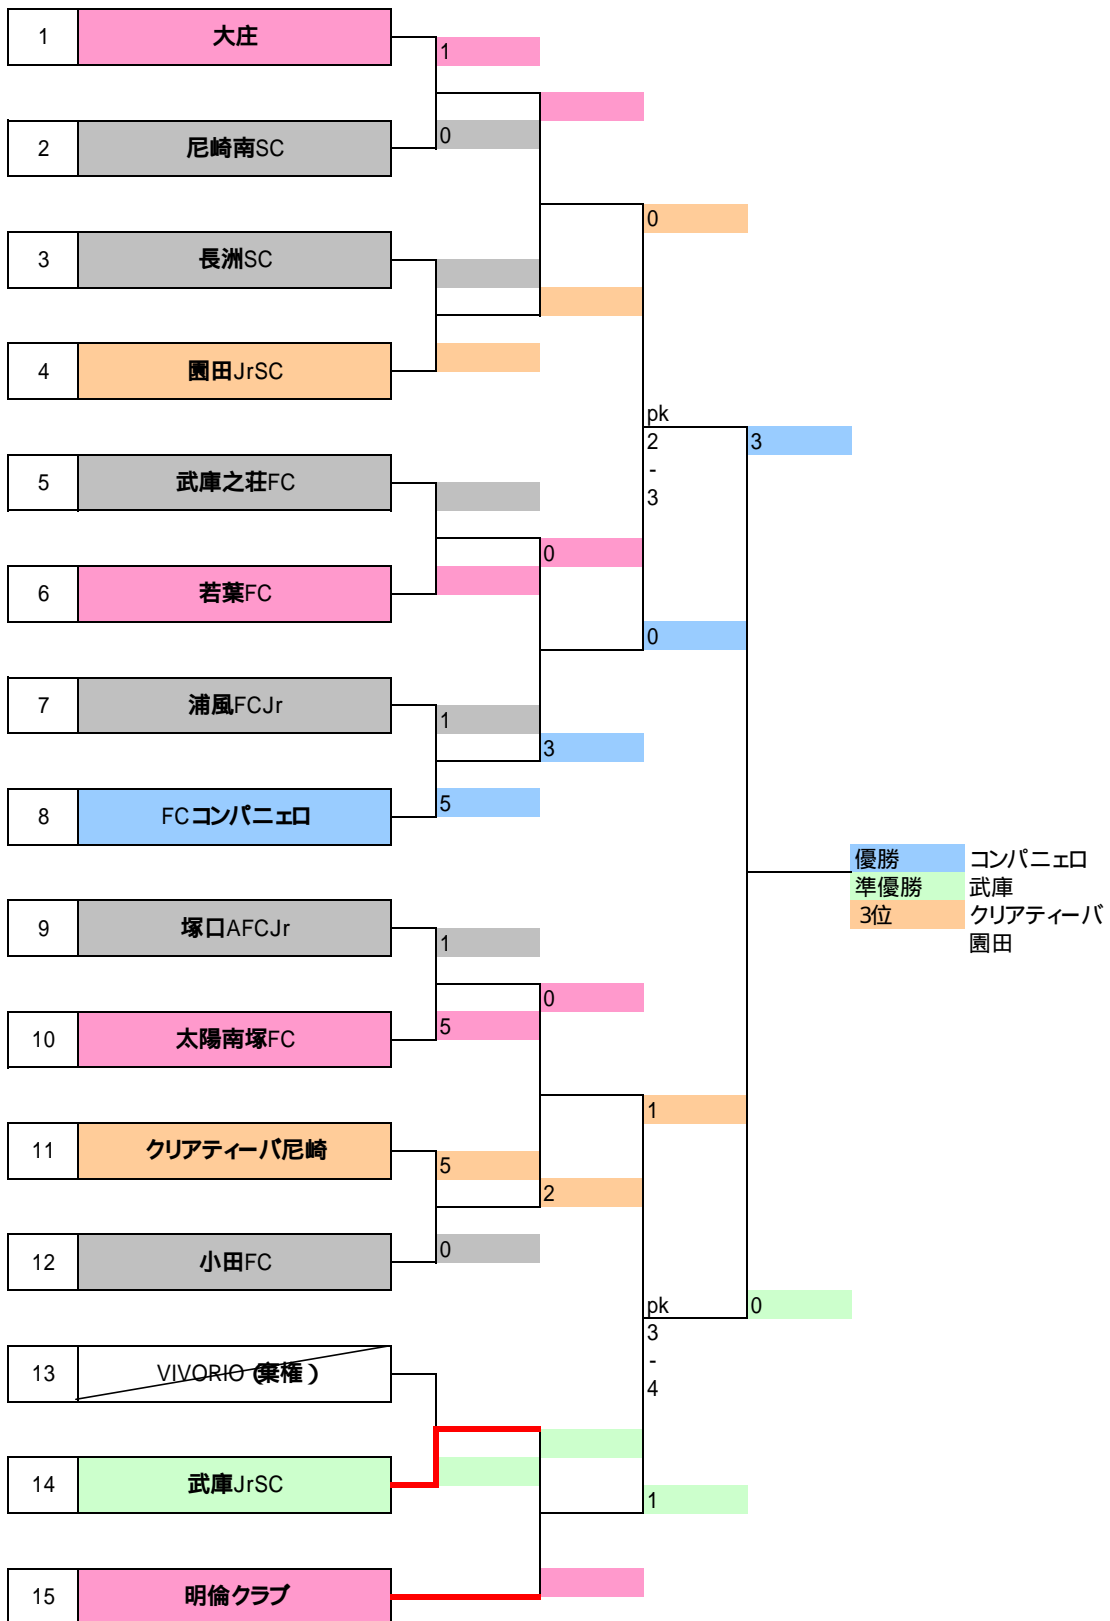 1 大庄
1
2 尼崎南SC
0
0
3 長洲SC
4 園田JrSC
pk
2
-
3
3
5 武庫之荘FC
0
6 若葉FC
0
7 浦風FCJr
1
3
8 FCコンパニェロ
5
優勝 コンパニェロ
準優勝 武庫
3位 クリアティーバ
園田
9 塚口AFCJr
1
0
10 太陽南塚FC
5
1
11 クリアティーバ尼崎
5
2
12 小田FC
0
pk
3
-
4
0
13 VIVORIO (棄権)
14 武庫JrSC
1
15 明倫クラブ